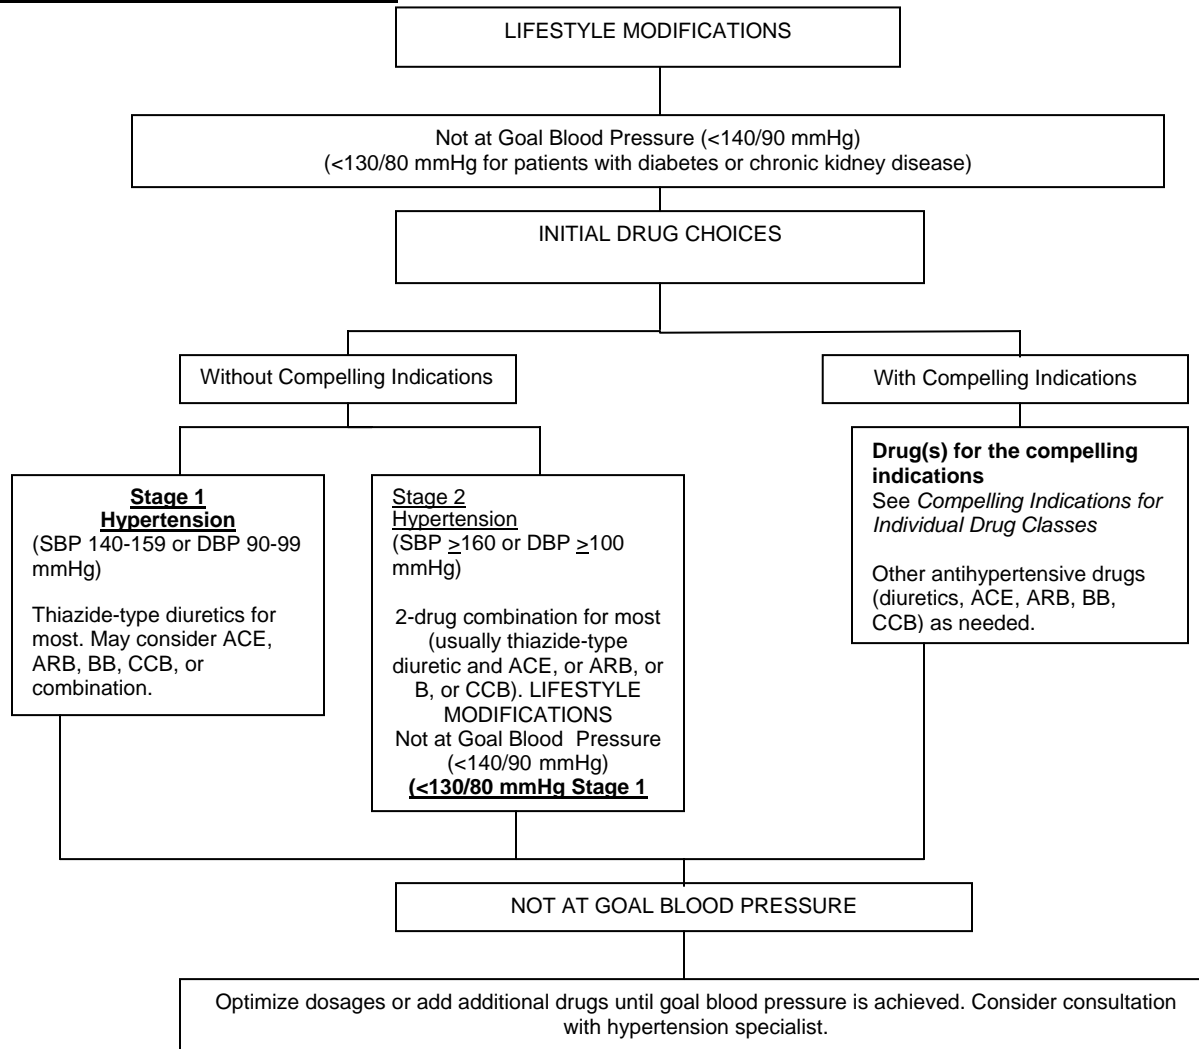 LIFESTYLE MODIFICATIONS
Not at Goal Blood Pressure (<140/90 mmHg)
(<130/80 mmHg for patients with diabetes or chronic kidney disease)
INITIAL DRUG CHOICES
Without Compelling Indications
With Compelling Indications
Stage 1
Hypertension
(SBP 140-159 or DBP 90-99
mmHg)
Thiazide-type diuretics for
most. May consider ACE,
ARB, BB, CCB, or
combination.
Stage 2
Hypertension
(SBP ≥160 or DBP ≥100
mmHg)
2-drug combination for most
(usually thiazide-type
diuretic and ACE, or ARB, or
B, or CCB). LIFESTYLE
MODIFICATIONS
Not at Goal Blood Pressure
(<140/90 mmHg)
(<130/80 mmHg Stage 1
Drug(s) for the compelling
indications
See Compelling Indications for
Individual Drug Classes
Other antihypertensive drugs
(diuretics, ACE, ARB, BB,
CCB) as needed.
NOT AT GOAL BLOOD PRESSURE
Optimize dosages or add additional drugs until goal blood pressure is achieved. Consider consultation
with hypertension specialist.